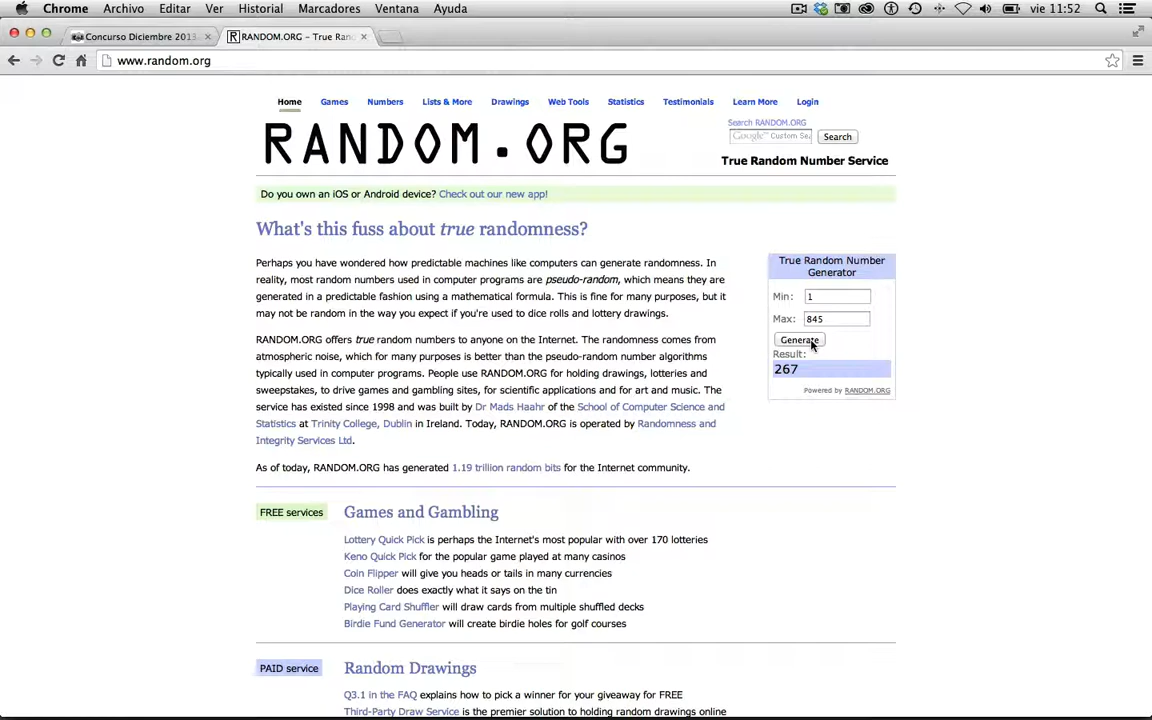 Chrome Archivo Editar Ver Historial Marcadores Ventana Ayuda vie 11:52
Concurso Diciembre 2013 RANDOM.ORG – True Ran
www.random.org
Home Games Numbers Lists & More Drawings Web Tools Statistics Testimonials Learn More Login
Search RANDOM.ORG
RANDOM.ORG
Google™ Custom Sea Search
True Random Number Service
Do you own an iOS or Android device? Check out our new app!
What's this fuss about true randomness?
Perhaps you have wondered how predictable machines like computers can generate randomness. In
reality, most random numbers used in computer programs are pseudo-random, which means they are
generated in a predictable fashion using a mathematical formula. This is fine for many purposes, but it
may not be random in the way you expect if you're used to dice rolls and lottery drawings.
RANDOM.ORG offers true random numbers to anyone on the Internet. The randomness comes from
atmospheric noise, which for many purposes is better than the pseudo-random number algorithms
typically used in computer programs. People use RANDOM.ORG for holding drawings, lotteries and
sweepstakes, to drive games and gambling sites, for scientific applications and for art and music. The
service has existed since 1998 and was built by Dr Mads Haahr of the School of Computer Science and
Statistics at Trinity College, Dublin in Ireland. Today, RANDOM.ORG is operated by Randomness and
Integrity Services Ltd.
As of today, RANDOM.ORG has generated 1.19 trillion random bits for the Internet community.
True Random Number
Generator
Min: 1
Max: 845
Generate
Result:
267
Powered by RANDOM.ORG
FREE services
Games and Gambling
Lottery Quick Pick is perhaps the Internet's most popular with over 170 lotteries
Keno Quick Pick for the popular game played at many casinos
Coin Flipper will give you heads or tails in many currencies
Dice Roller does exactly what it says on the tin
Playing Card Shuffler will draw cards from multiple shuffled decks
Birdie Fund Generator will create birdie holes for golf courses
PAID service
Random Drawings
Q3.1 in the FAQ explains how to pick a winner for your giveaway for FREE
Third-Party Draw Service is the premier solution to holding random drawings online